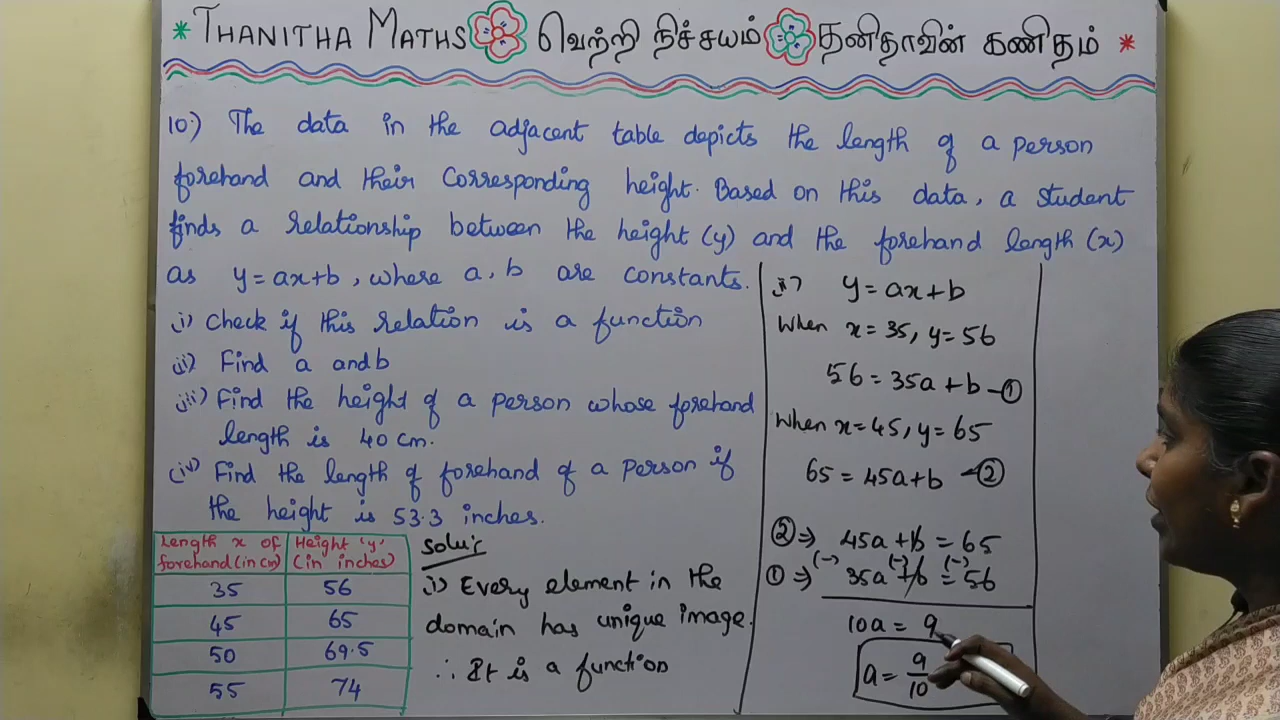 * THANITHA MATHS வெற்றி நிச்சயம் தனிதாவின் கணிதம் *
10:) The data in the adjacent table depicts the length of a person
forehand and their corresponding height. Based on this data, a student
finds a relationship between the height (y) and the forehand length (x)
as y = ax+b, where a, b are constants.
i) Check if this relation is a function
ii) Find a and b
iii) Find the height of a person whose forehand
length is 40 cm.
iv) Find the length of forehand of a person if
the height is 53.3 inches.
Length x of forehand (in cm) | Height 'y' (in inches)
35 | 56
45 | 65
50 | 69.5
55 | 74
Solu:
i) Every element in the
domain has unique image.
∴ It is a function
ii) y = ax+b
When x = 35, y = 56
56 = 35a + b - ①
When x = 45, y = 65
65 = 45a+b - ②
② ⇒ 45a + b = 65
(-) (-) (-)
① ⇒ 35a + b = 56
10a = 9
a = 9/10